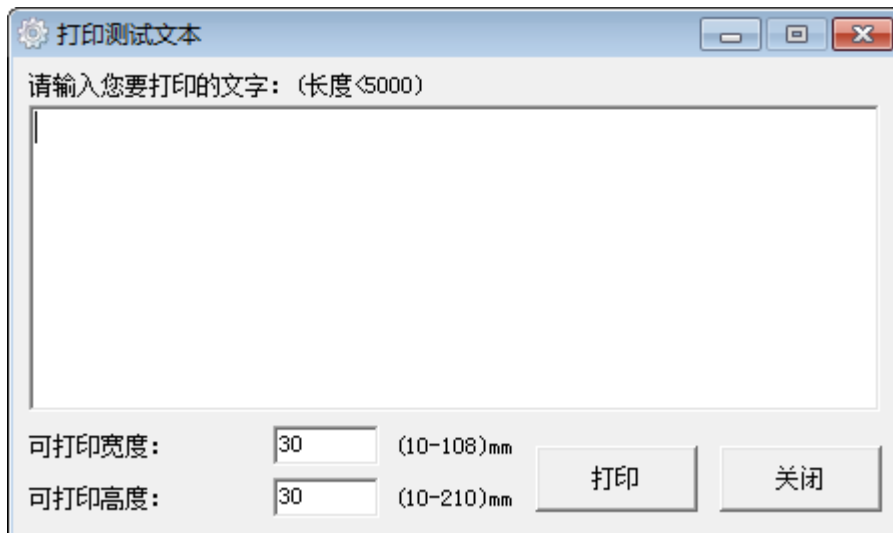 打印测试文本
请输入您要打印的文字：(长度<5000)
可打印宽度： 30 (10-108)mm
可打印高度： 30 (10-210)mm
打印 关闭